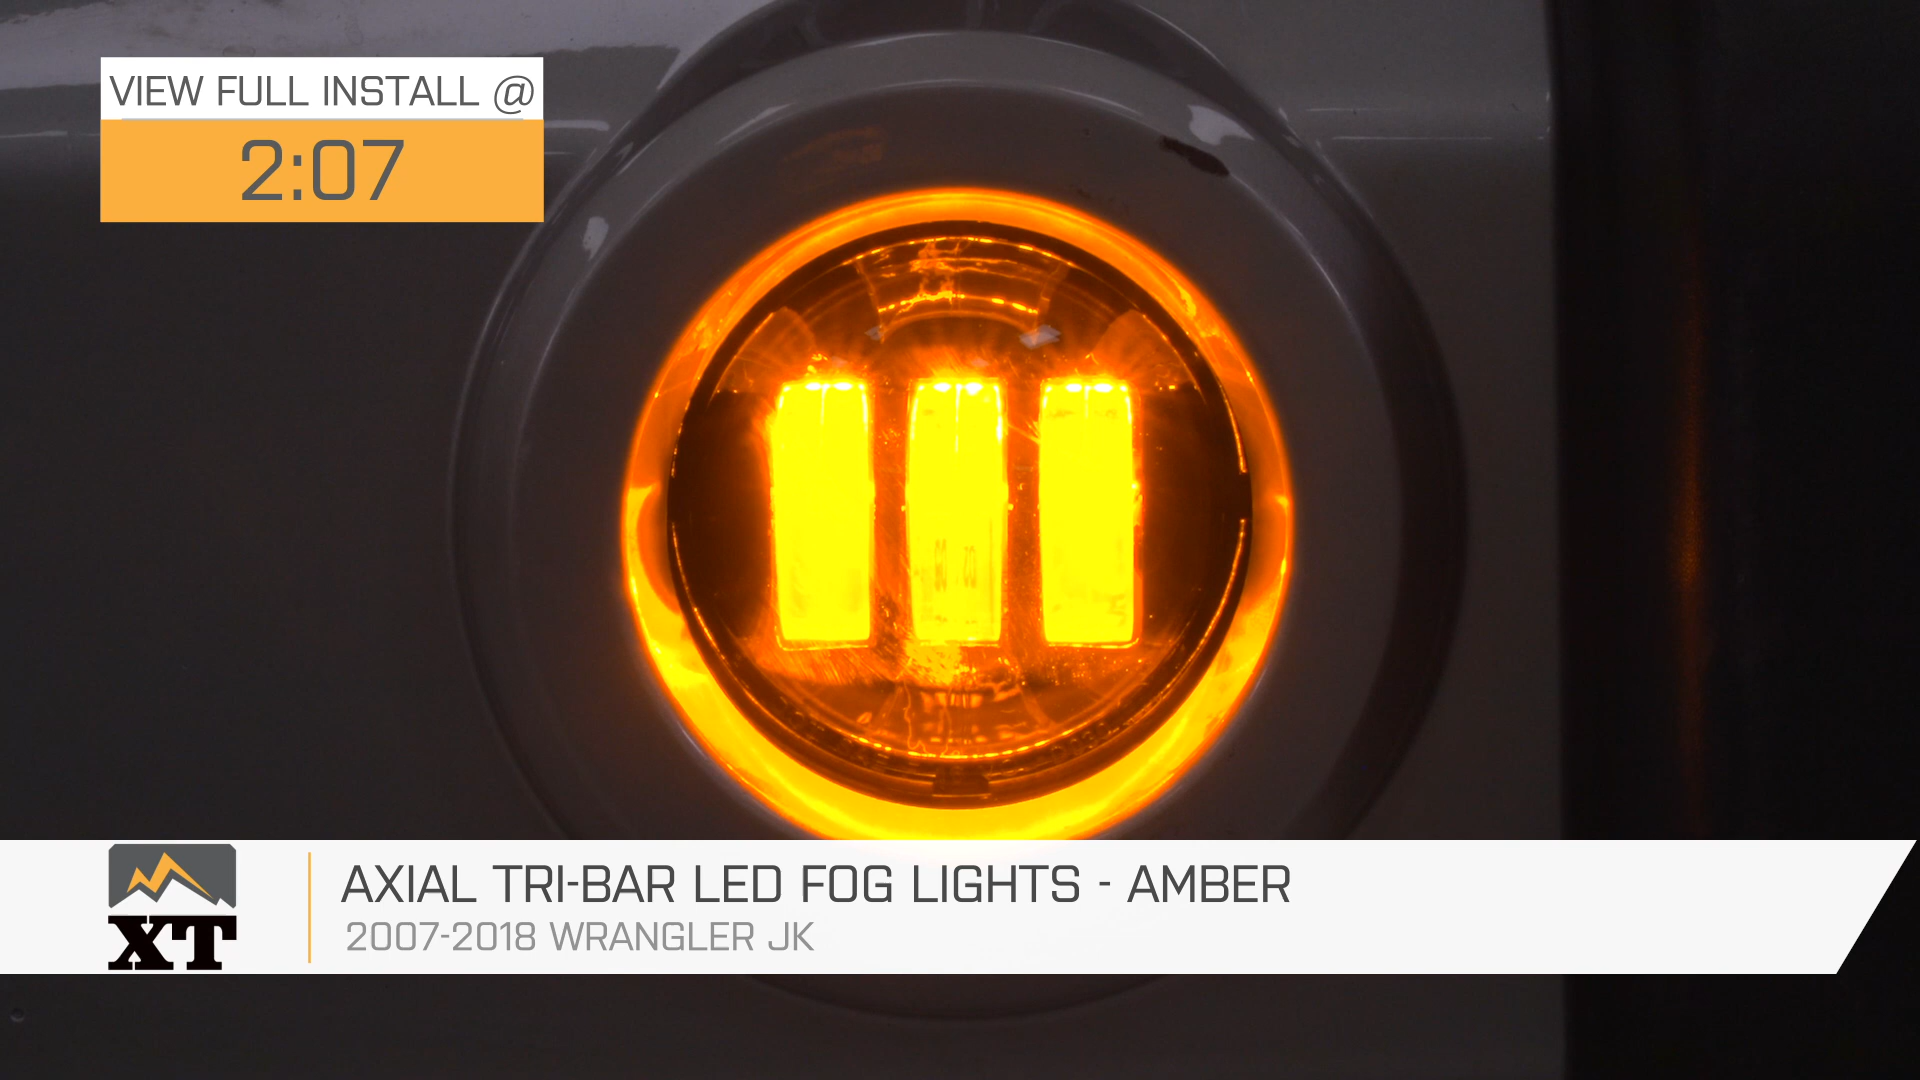 VIEW FULL INSTALL @
2:07
XT
AXIAL TRI-BAR LED FOG LIGHTS - AMBER
2007-2018 WRANGLER JK